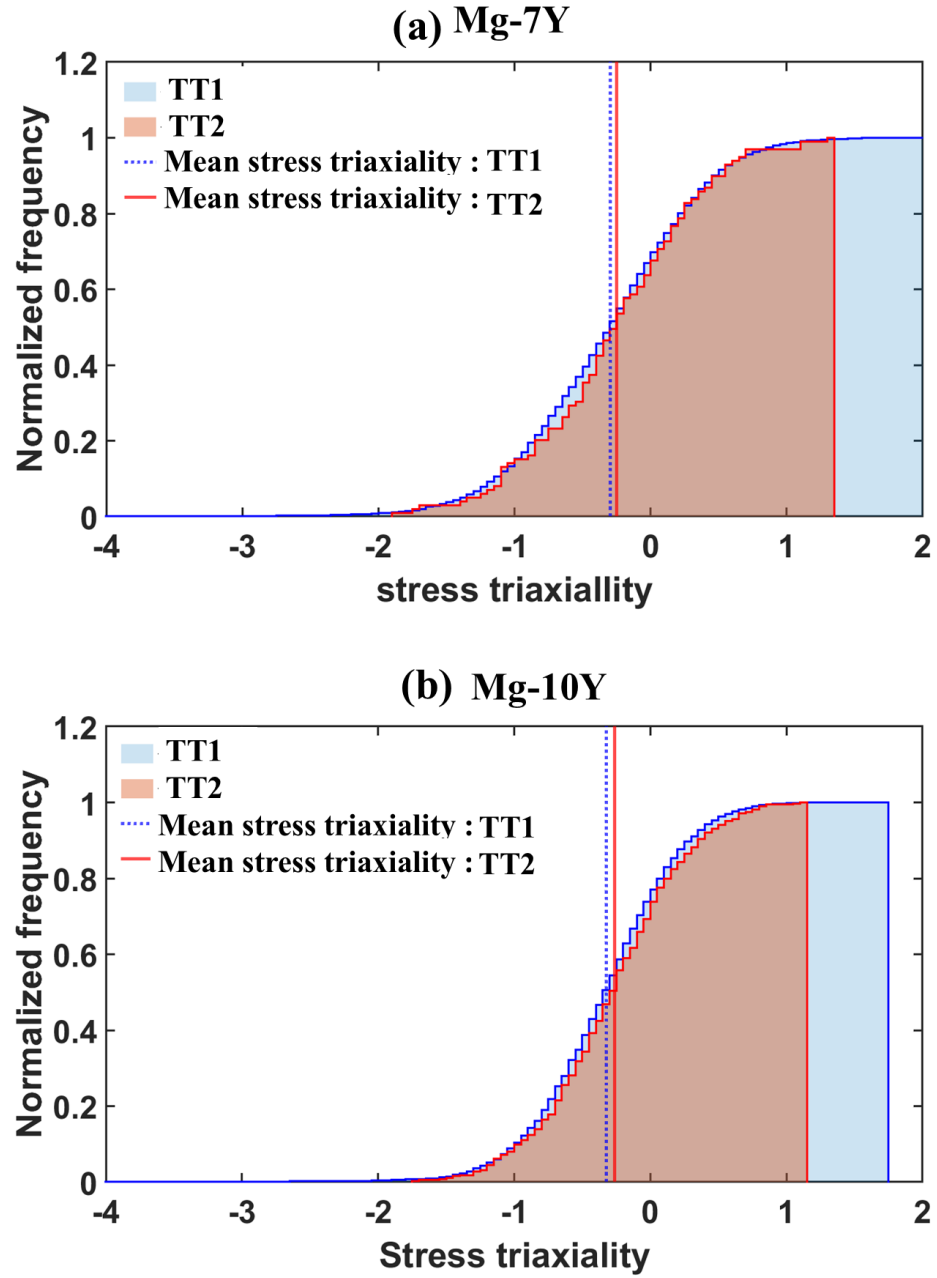 (a) Mg-7Y
1.2
TT1
1
TT2
Mean stress triaxiality : TT1
0.8
Mean stress triaxiality : TT2
0.6
0.4
0.2
0
Normalized frequency
-4 -3 -2 -1 0 1 2
stress triaxiallity
(b) Mg-10Y
1.2
TT1
1
TT2
Mean stress triaxiality : TT1
0.8
Mean stress triaxiality : TT2
0.6
0.4
0.2
0
Normalized frequency
-4 -3 -2 -1 0 1 2
Stress triaxiality